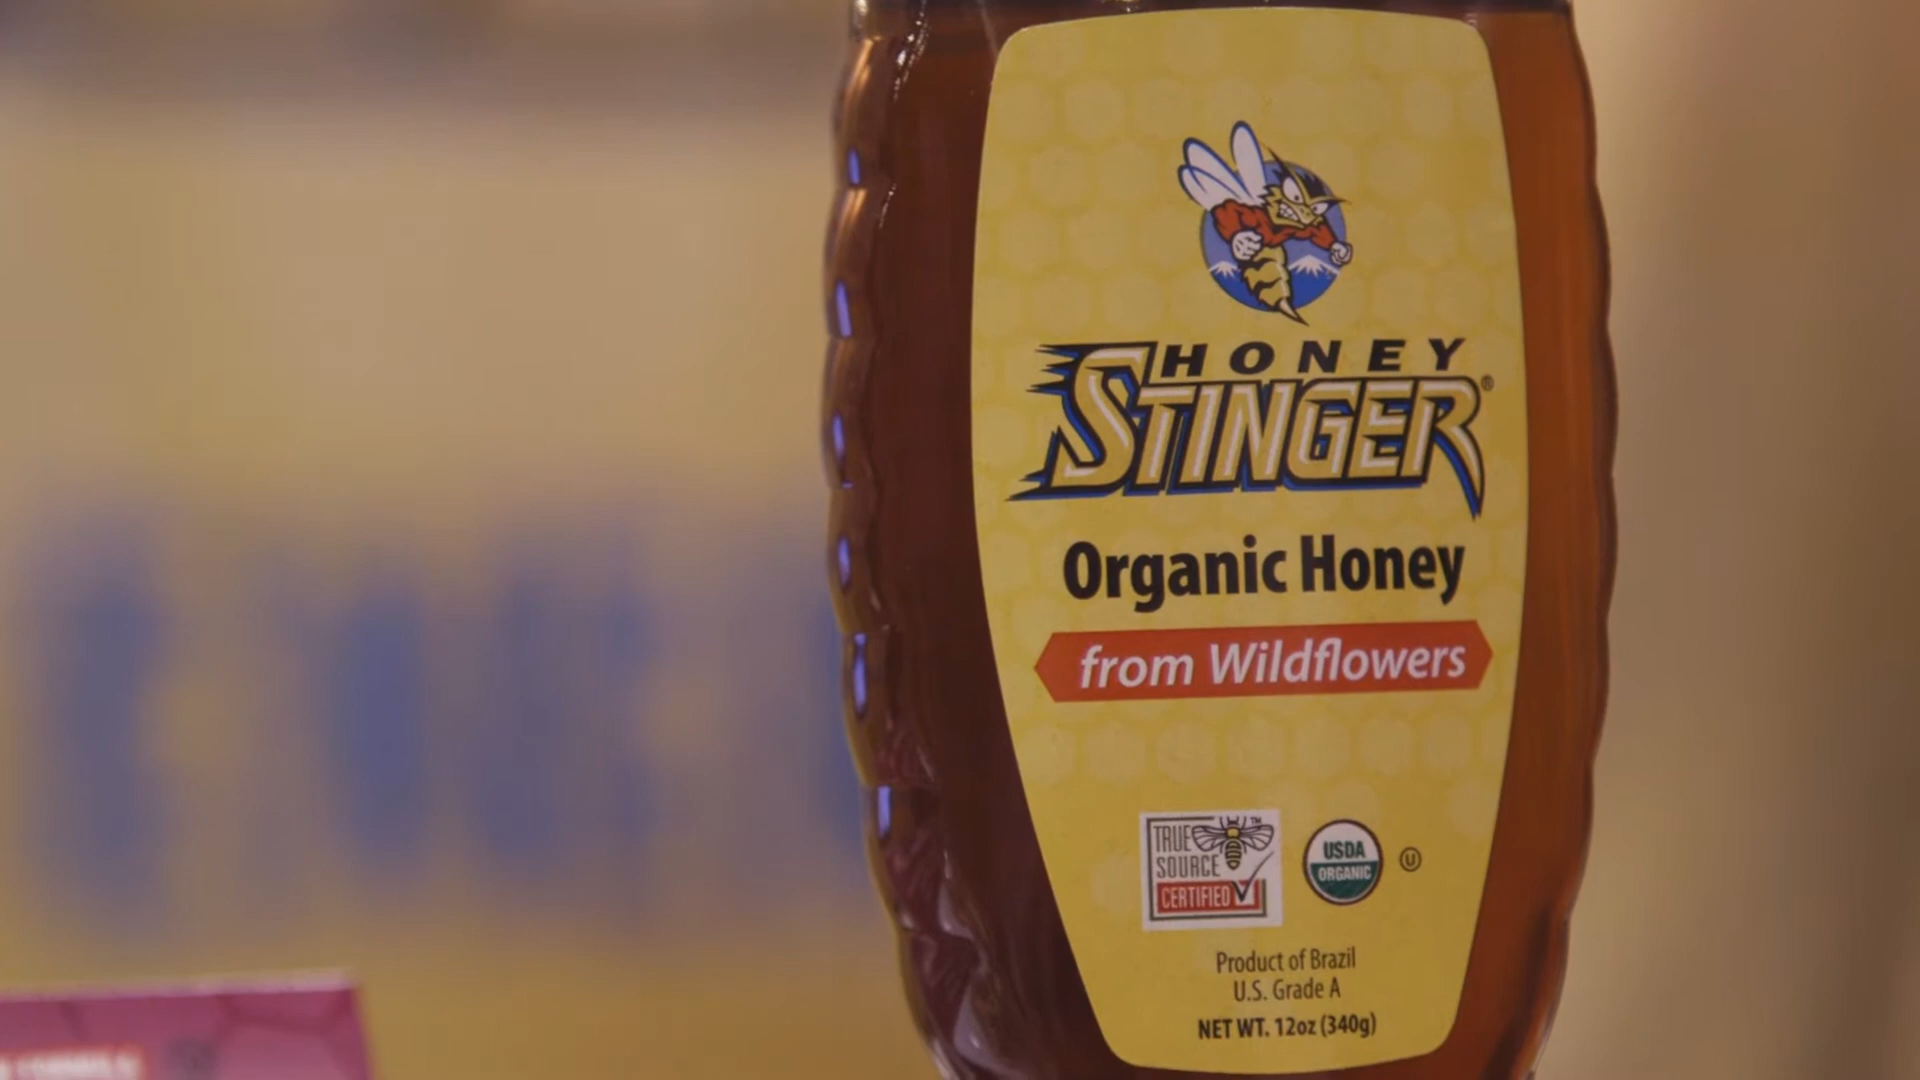 HONEY
STINGER®
Organic Honey
from Wildflowers
TRUE
SOURCE
CERTIFIED
TM
USDA
ORGANIC
U
Product of Brazil
U.S. Grade A
NET WT. 12oz (340g)